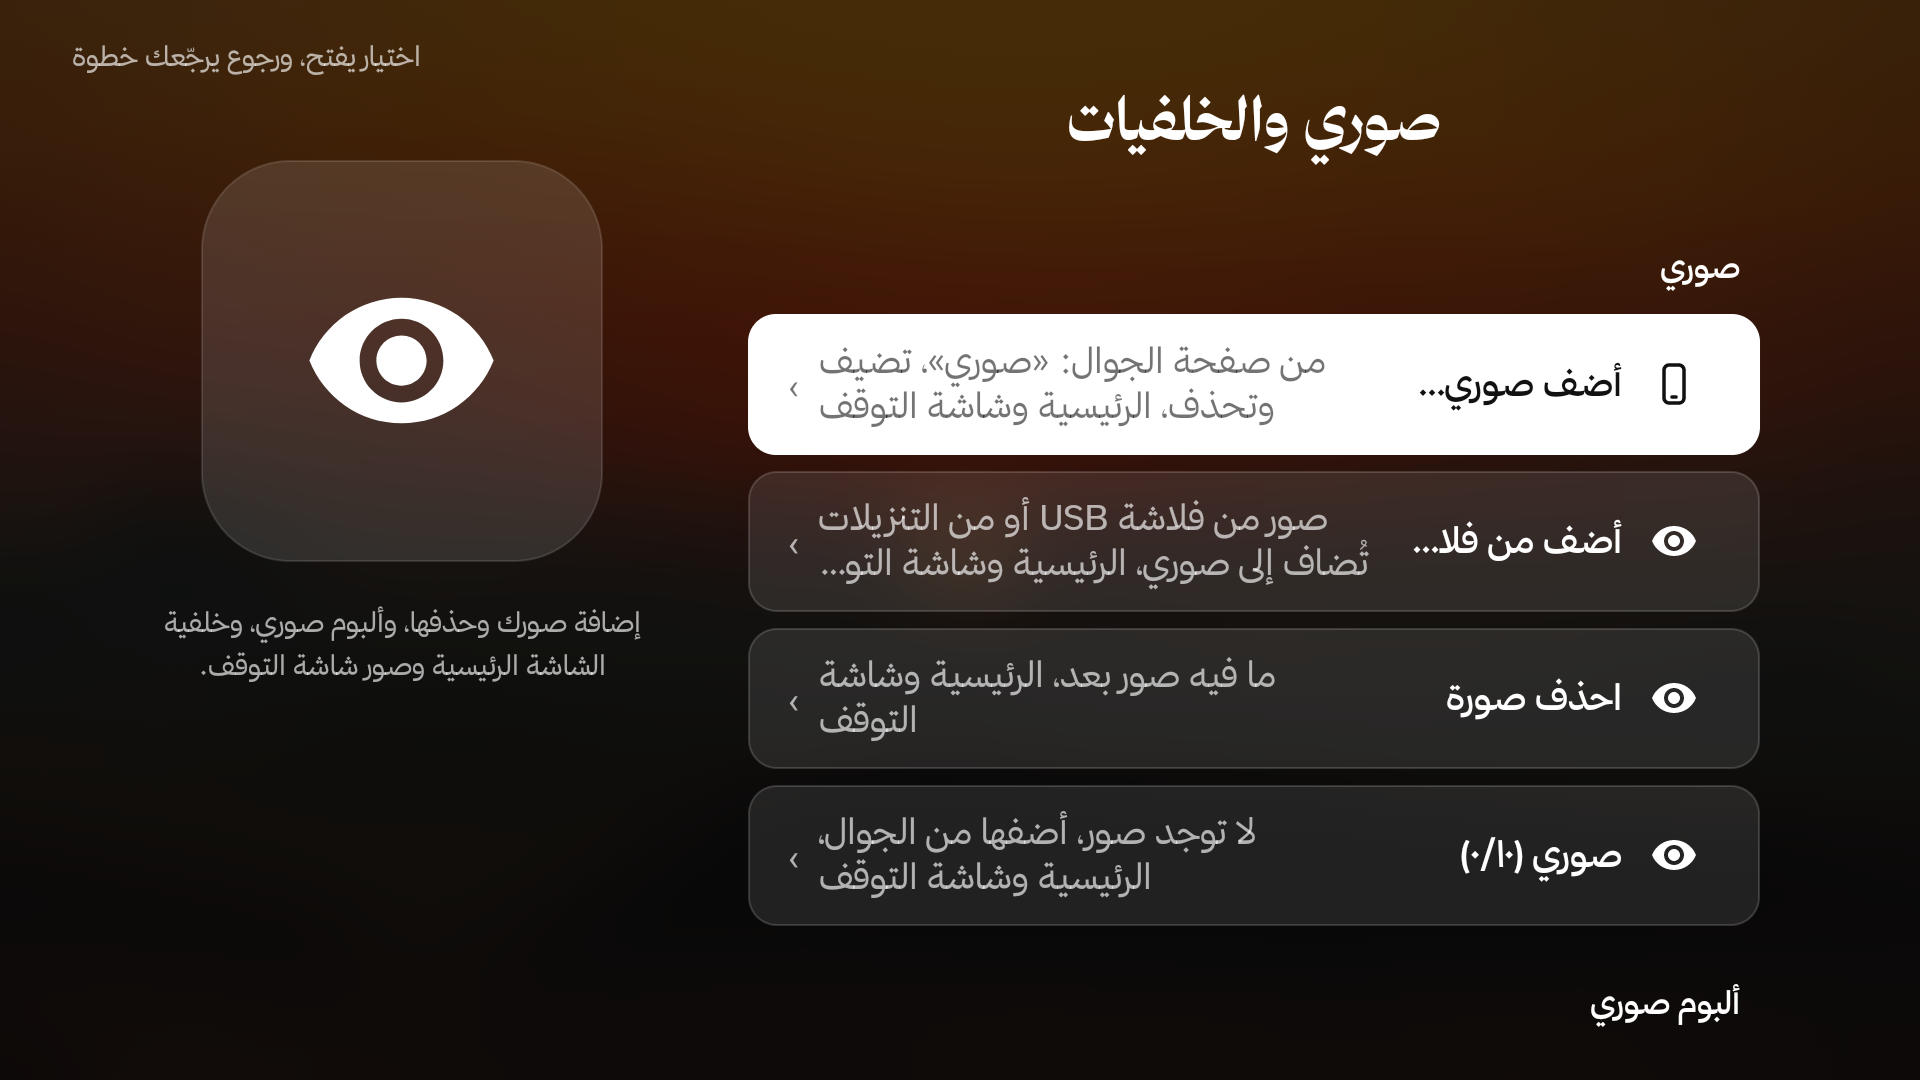 اختيار يفتح، ورجوع يرجّعك خطوة
صوري والخلفيات
صوري
أضف صوري...
من صفحة الجوال: «صوري»، تضيف
وتحذف، الرئيسية وشاشة التوقف
أضف من فلا...
صور من فلاشة USB أو من التنزيلات
تُضاف إلى صوري، الرئيسية وشاشة التو...
احذف صورة
ما فيه صور بعد، الرئيسية وشاشة
التوقف
صوري (٠/١٠)
لا توجد صور، أضفها من الجوال،
الرئيسية وشاشة التوقف
ألبوم صوري
إضافة صورك وحذفها، وألبوم صوري، وخلفية
الشاشة الرئيسية وصور شاشة التوقف.